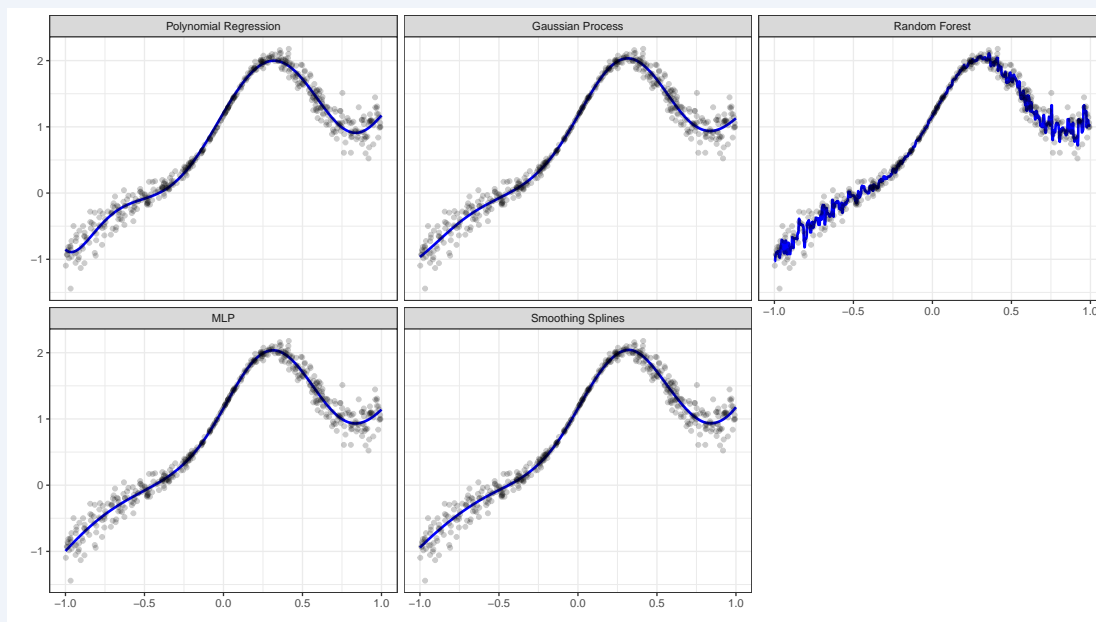 Polynomial Regression Gaussian Process Random Forest
2
1
0
−1
−1.0 −0.5 0.0 0.5 1.0
MLP Smoothing Splines
2
1
0
−1
−1.0 −0.5 0.0 0.5 1.0 −1.0 −0.5 0.0 0.5 1.0